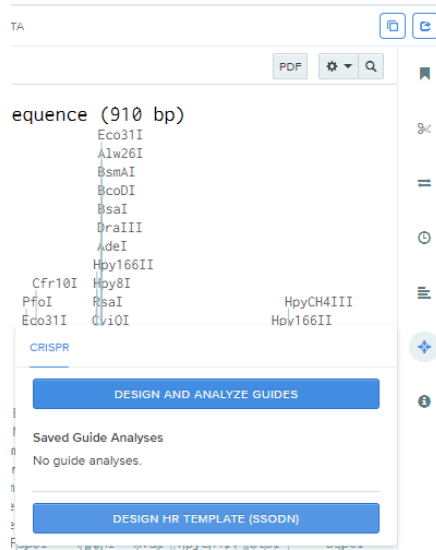 TA
PDF
equence (910 bp)
Eco31I
Alw26I
BsmAI
BcoDI
BsaI
DraIII
AdeI
Hpy166II
Cfr10I Hpy8I
PfoI RsaI HpyCH4III
Eco31I CviQI Hpy166II
CRISPR
DESIGN AND ANALYZE GUIDES
Saved Guide Analyses
No guide analyses.
DESIGN HR TEMPLATE (SSODN)